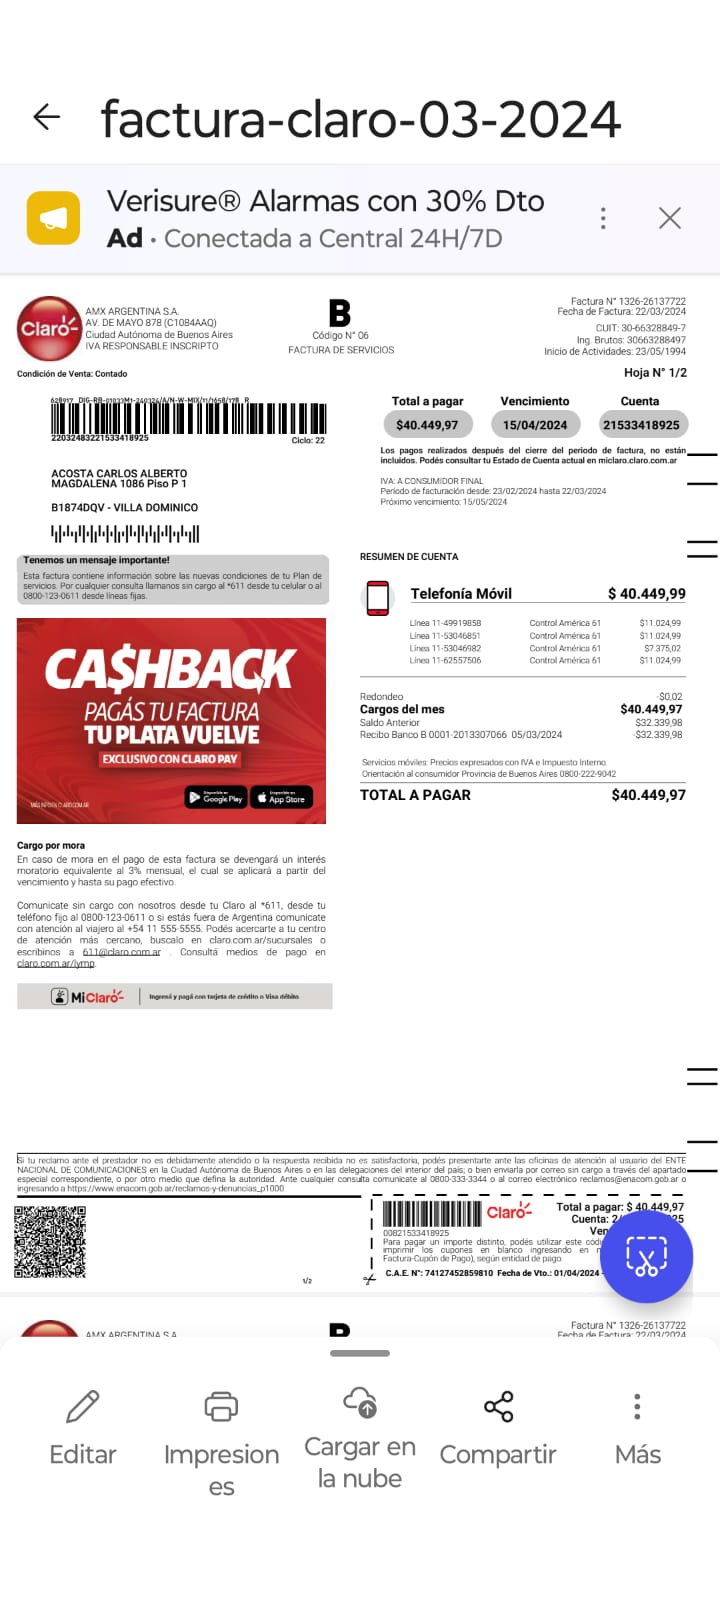 factura-claro-03-2024
Verisure® Alarmas con 30% Dto
Ad · Conectada a Central 24H/7D
Claro
AMX ARGENTINA S.A.
AV. DE MAYO 878 (C1084AAQ)
Ciudad Autónoma de Buenos Aires
IVA RESPONSABLE INSCRIPTO
B
Código N° 06
FACTURA DE SERVICIOS
Factura N° 1326-26137722
Fecha de Factura: 22/03/2024
CUIT: 30-66328849-7
Ing. Brutos: 30663288497
Inicio de Actividades: 23/05/1994
Condición de Venta: Contado
Hoja N° 1/2
628917_DIG-RB-01033M1-240324/A/N-W-MIX/11/1658/178_R
22032483221533418925
Ciclo: 22
Total a pagar
$40.449,97
Vencimiento
15/04/2024
Cuenta
21533418925
Los pagos realizados después del cierre del periodo de factura, no están
incluidos. Podés consultar tu Estado de Cuenta actual en miclaro.claro.com.ar
ACOSTA CARLOS ALBERTO
MAGDALENA 1086 Piso P 1
B1874DQV - VILLA DOMINICO
IVA: A CONSUMIDOR FINAL
Período de facturación desde: 23/02/2024 hasta 22/03/2024
Próximo vencimiento: 15/05/2024
Tenemos un mensaje importante!
Esta factura contiene información sobre las nuevas condiciones de tu Plan de
servicios. Por cualquier consulta llamanos sin cargo al *611 desde tu celular o al
0800-123-0611 desde líneas fijas.
CA$HBACK
PAGÁS TU FACTURA
TU PLATA VUELVE
EXCLUSIVO CON CLARO PAY
MÁS INFO EN CLARO.COM.AR
Disponible en
Google Play
App Store
RESUMEN DE CUENTA
Telefonía Móvil $ 40.449,99
Línea 11-49919858 Control América 61 $11.024,99
Línea 11-53046851 Control América 61 $11.024,99
Línea 11-53046982 Control América 61 $7.375,02
Línea 11-62557506 Control América 61 $11.024,99
Redondeo -$0,02
Cargos del mes $40.449,97
Saldo Anterior $32.339,98
Recibo Banco B 0001-2013307066 05/03/2024 -$32.339,98
Servicios móviles: Precios expresados con IVA e Impuesto Interno.
Orientación al consumidor Provincia de Buenos Aires 0800-222-9042
TOTAL A PAGAR $40.449,97
Cargo por mora
En caso de mora en el pago de esta factura se devengará un interés
moratorio equivalente al 3% mensual, el cual se aplicará a partir del
vencimiento y hasta su pago efectivo.
Comunicate sin cargo con nosotros desde tu Claro al *611, desde tu
teléfono fijo al 0800-123-0611 o si estás fuera de Argentina comunicate
con atención al viajero al +54 11 555-5555. Podés acercarte a tu centro
de atención más cercano, buscalo en claro.com.ar/sucursales o
escribinos a 611@claro.com.ar . Consultá medios de pago en
claro.com.ar/lymp.
MiClaro
Ingresá y pagá con tarjeta de crédito o Visa débito
Si tu reclamo ante el prestador no es debidamente atendido o la respuesta recibida no es satisfactoria, podés presentarte ante las oficinas de atención al usuario del ENTE
NACIONAL DE COMUNICACIONES en la Ciudad Autónoma de Buenos Aires o en las delegaciones del interior del país; o bien enviarla por correo sin cargo a través del apartado
especial correspondiente, o por otro medio que defina la autoridad. Ante cualquier consulta comunicate al 0800-333-3344 o al correo electrónico reclamos@enacom.gob.ar o
ingresando a https://www.enacom.gob.ar/reclamos-y-denuncias_p1000.
Claro
00821533418925
Total a pagar: $ 40.449,97
Cuenta: 2 25
Ven
Para pagar un importe distinto, podés utilizar este códi
imprimir los cupones en blanco ingresando en m
Factura-Cupón de Pago), según entidad de pago.
C.A.E. N°: 74127452859810 Fecha de Vto.: 01/04/2024
1/2
AMX ARGENTINA S.A.
B
Factura N° 1326-26137722
Fecha de Factura: 22/03/2024
Editar
Impresion
es
Cargar en
la nube
Compartir
Más